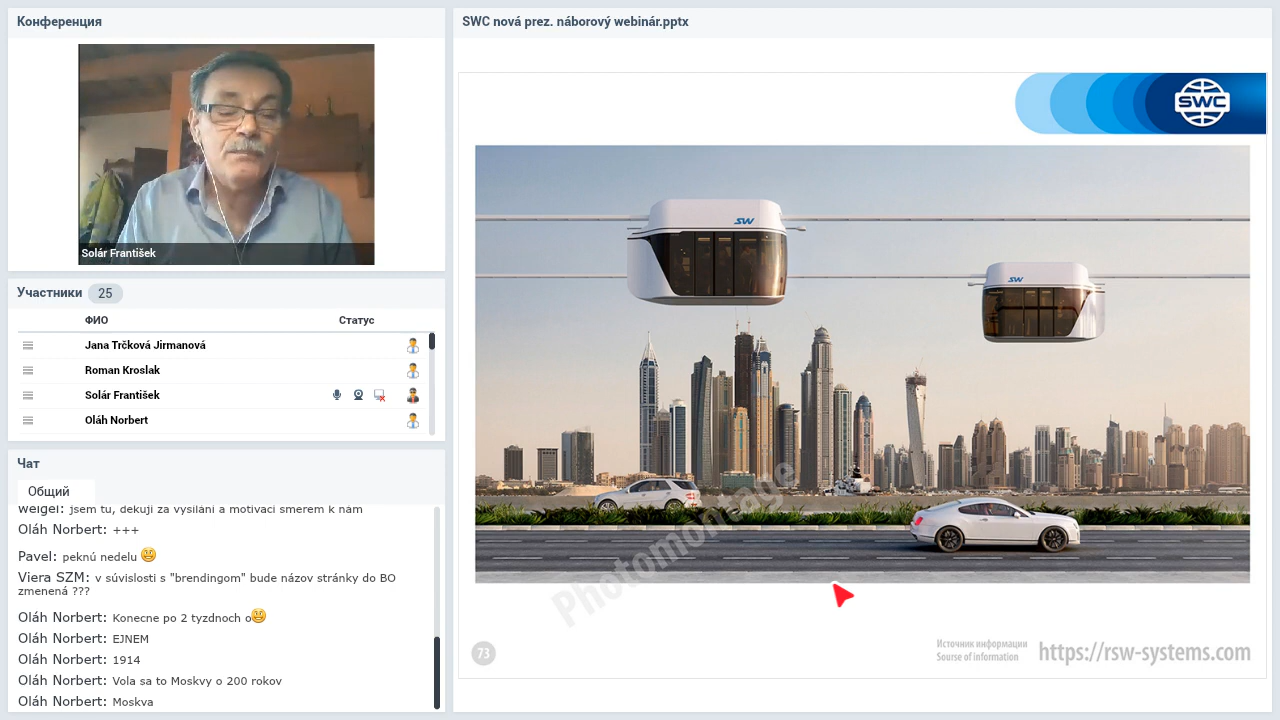 Конференция
Solár František
Участники 25
ФИО Статус
Jana Trčková Jirmanová
Roman Kroslak
Solár František
Oláh Norbert
Чат
Общий
weigel: jsem tu, dekuji za vysílání a motivaci smerem k nám
Oláh Norbert: +++
Pavel: peknú nedelu
Viera SZM: v súvislosti s "brendingom" bude názov stránky do BO
zmenená ???
Oláh Norbert: Konecne po 2 tyzdnoch o
Oláh Norbert: EJNEM
Oláh Norbert: 1914
Oláh Norbert: Vola sa to Moskvy o 200 rokov
Oláh Norbert: Moskva
SWC nová prez. náborový webinár.pptx
SWC
SW
SW
Photomontage
73
Источник информации
Sourse of information
https://rsw-systems.com